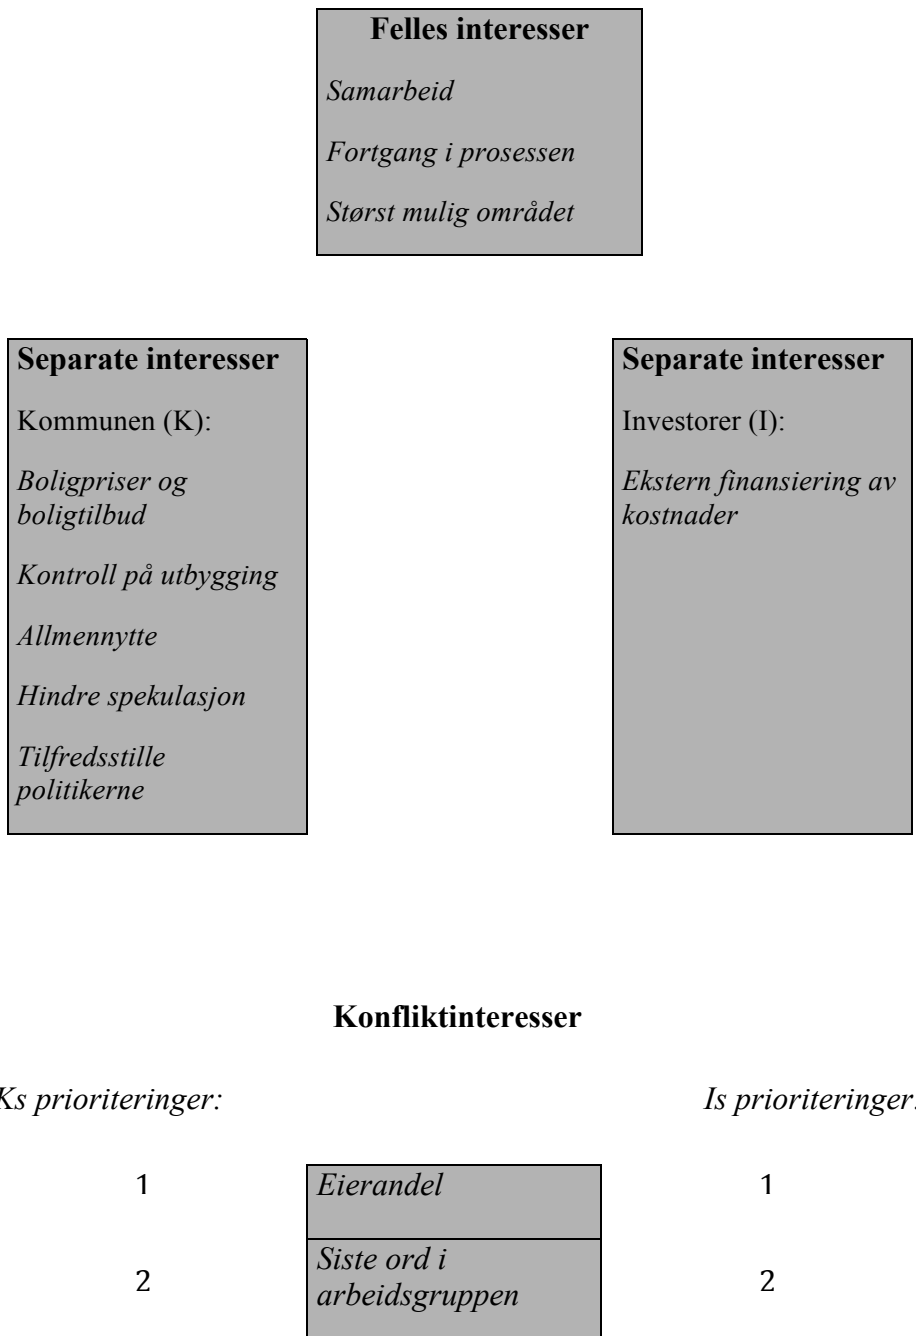 Felles interesser
Samarbeid
Fortgang i prosessen
Størst mulig området
Separate interesser
Kommunen (K):
Boligpriser og
boligtilbud
Kontroll på utbygging
Allmennytte
Hindre spekulasjon
Tilfredsstille
politikerne
Separate interesser
Investorer (I):
Ekstern finansiering av
kostnader
Konfliktinteresser
Ks prioriteringer:
Is prioriteringer:
1 Eierandel 1
2 Siste ord i
arbeidsgruppen 2